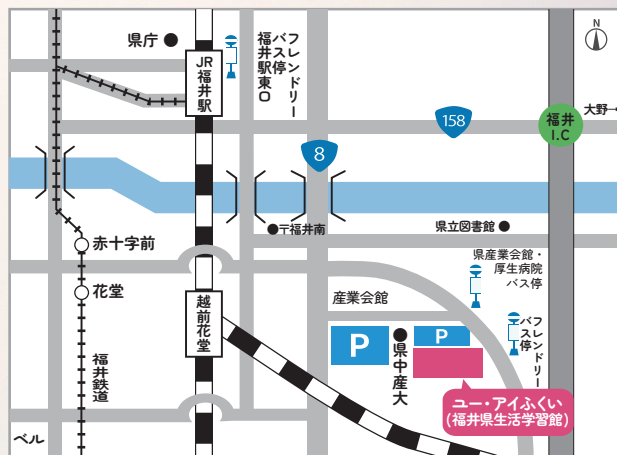 県庁
JR福井駅
フレンドリーバス停
福井駅東口
N
158
福井
I.C
大野→
8
〒福井南
県立図書館
赤十字前
県産業会館・
厚生病院
バス停
花堂
産業会館
越前花堂
P
県中産大
P
フレンドリーバス停
福井鉄道
ユー・アイふくい
(福井県生活学習館)
ベル